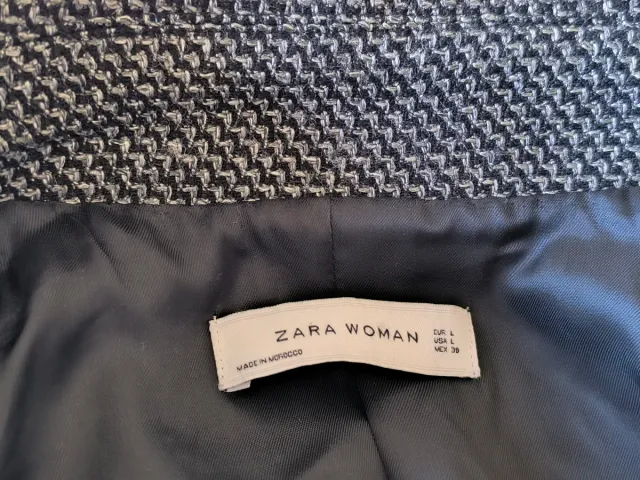 ZARA WOMAN
EUR L
USA L
MEX 30
MADE IN MOROCCO